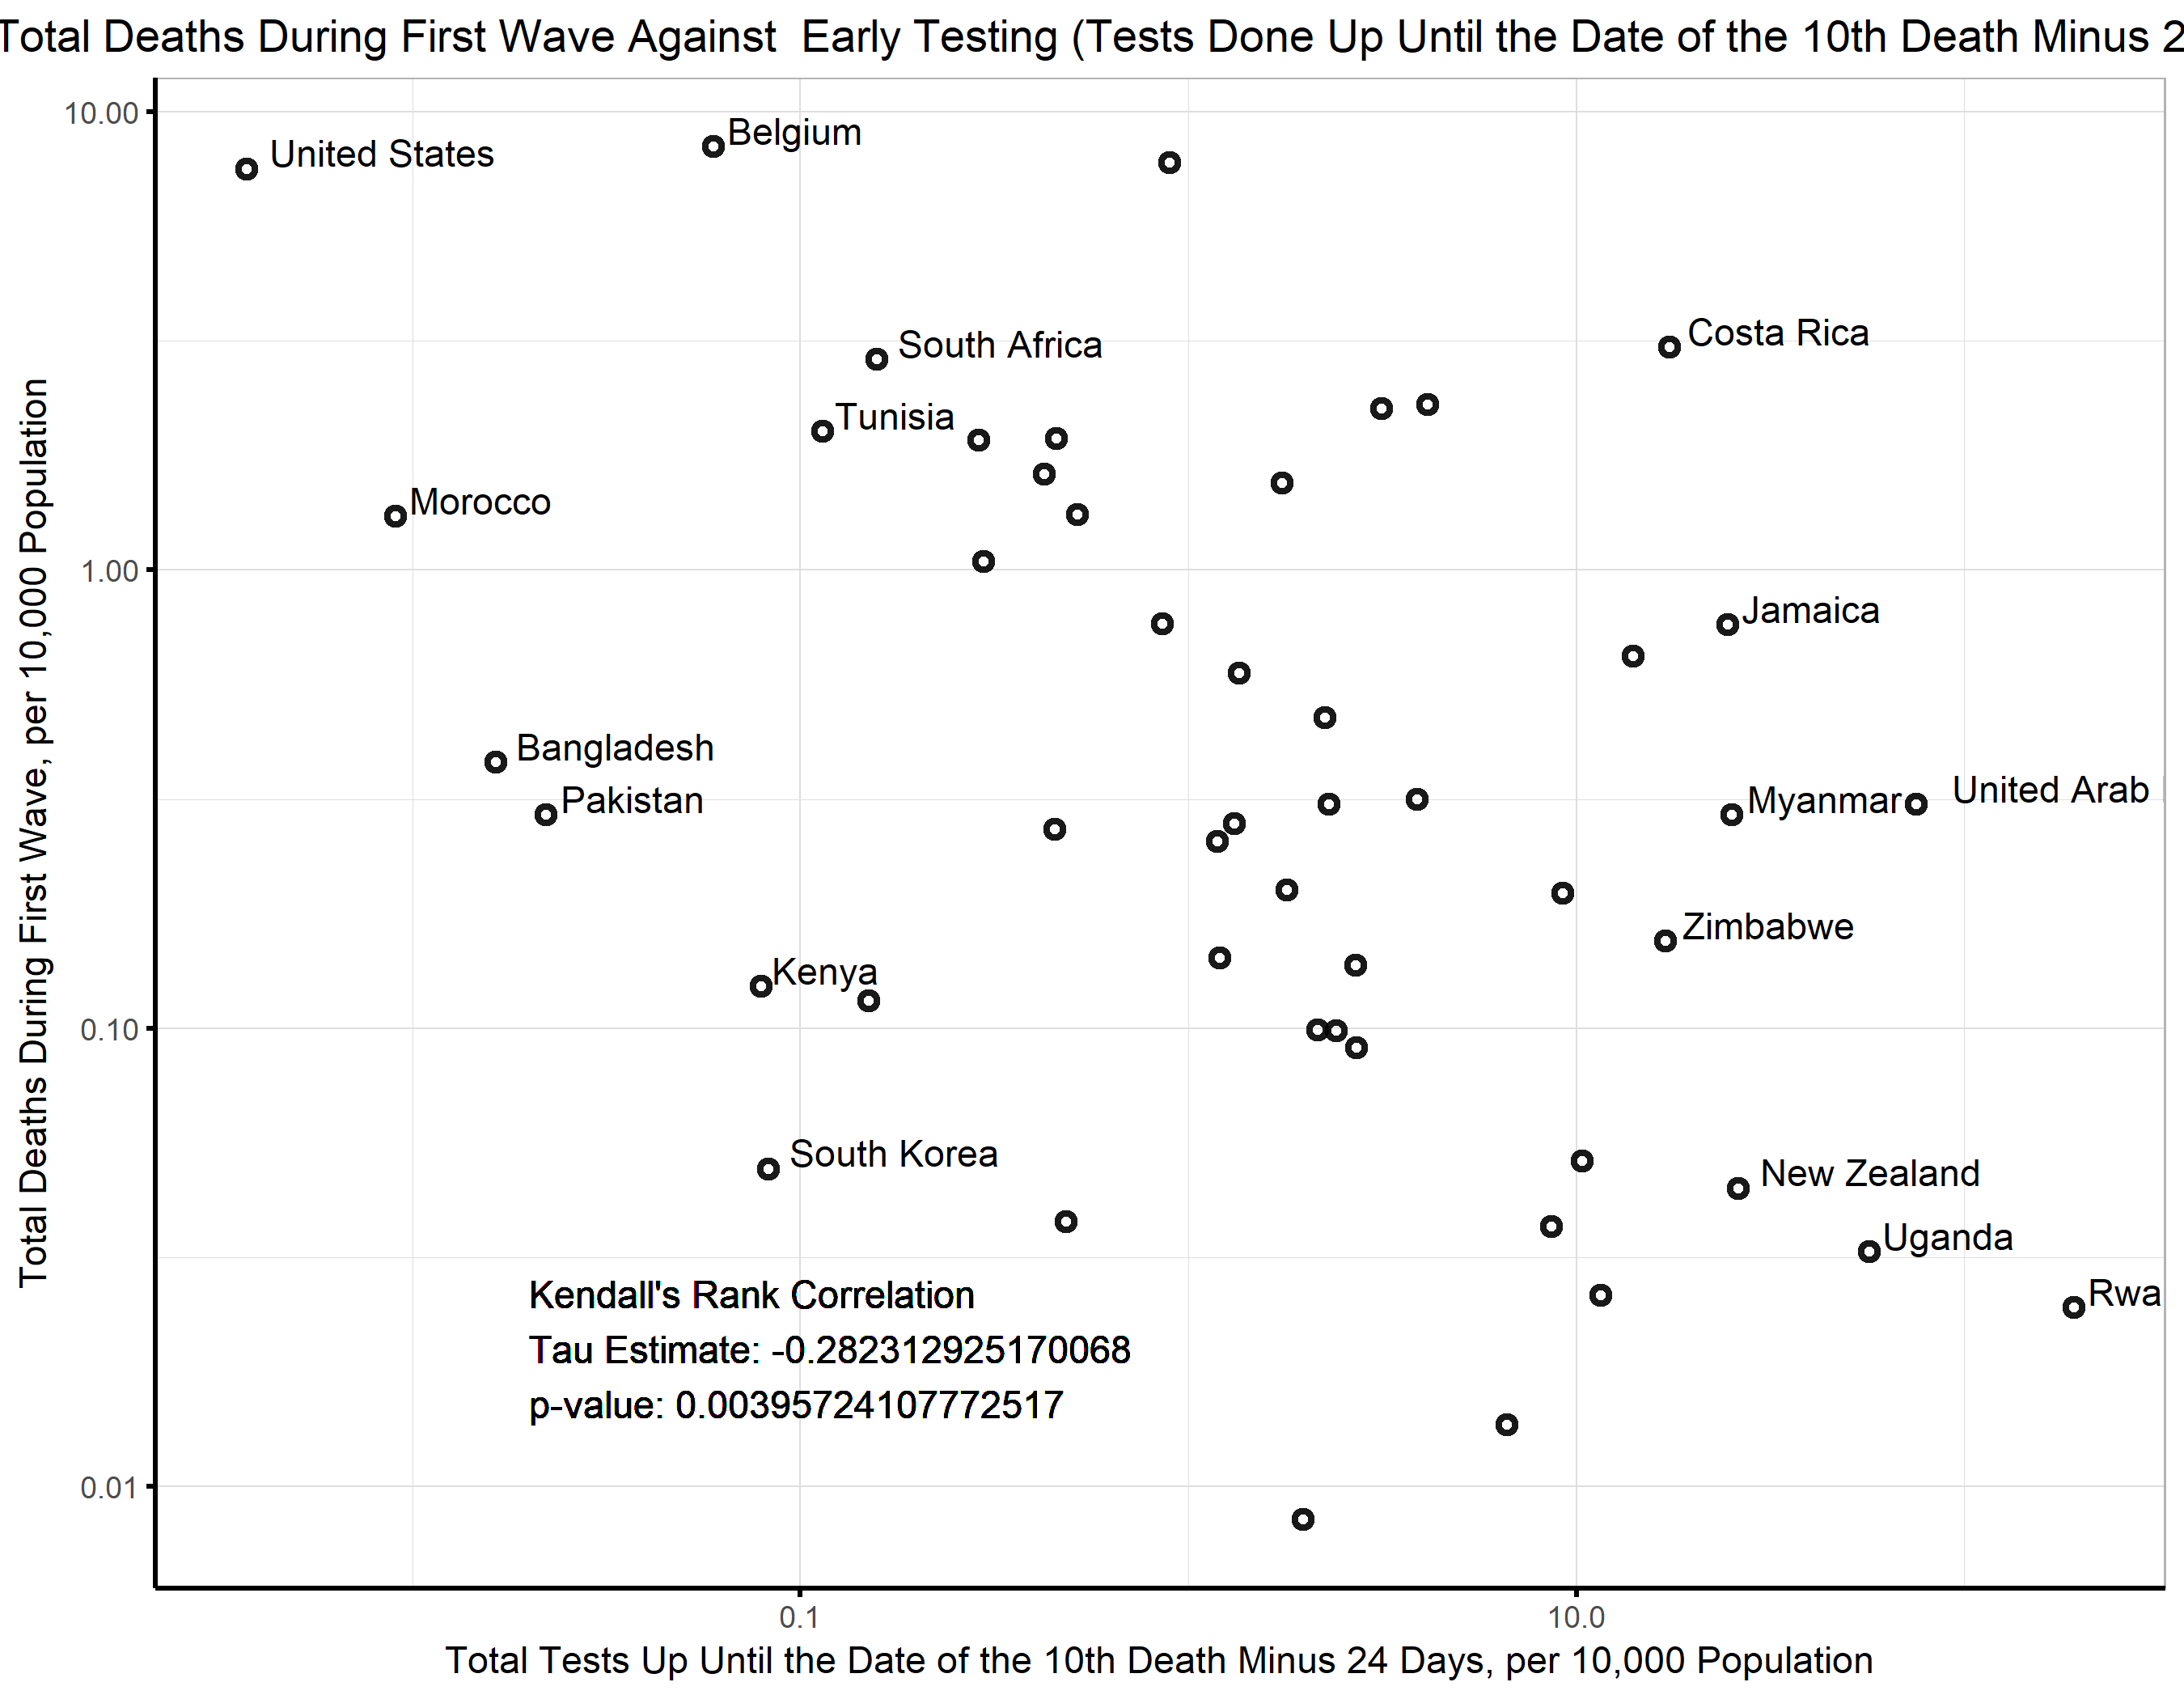 Total Deaths During First Wave Against  Early Testing (Tests Done Up Until the Date of the 10th Death Minus 2
10.00
1.00
0.10
0.01
Total Deaths During First Wave, per 10,000 Population
United States
Belgium
South Africa
Costa Rica
Tunisia
Morocco
Jamaica
Bangladesh
Pakistan
Myanmar
United Arab
Zimbabwe
Kenya
South Korea
New Zealand
Uganda
Rwa
Kendall's Rank Correlation
Tau Estimate: -0.282312925170068
p-value: 0.00395724107772517
0.1
10.0
Total Tests Up Until the Date of the 10th Death Minus 24 Days, per 10,000 Population